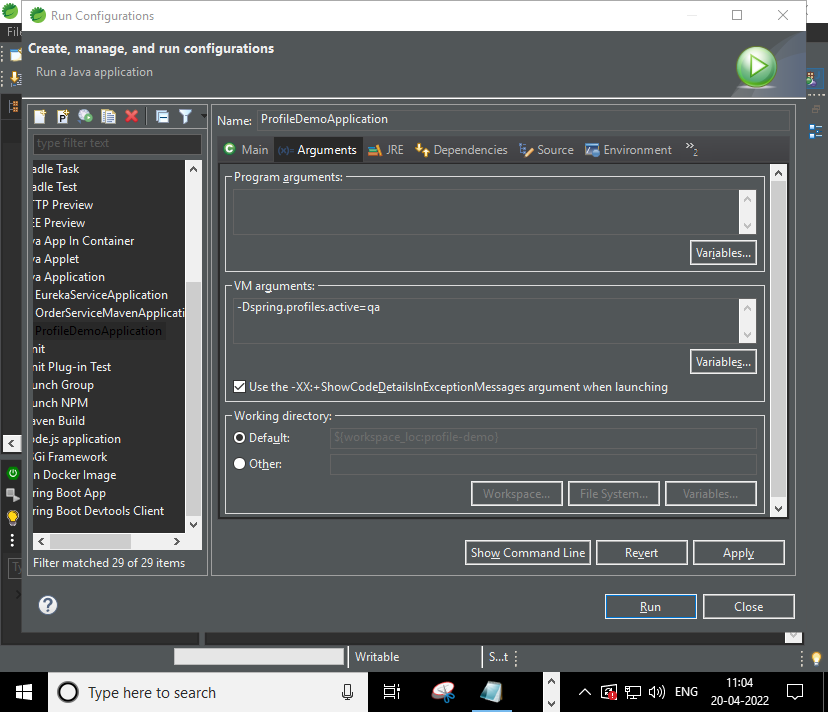 Run Configurations
Fil
Create, manage, and run configurations
Run a Java application
Name: ProfileDemoApplication
type filter text
Main (x)= Arguments JRE Dependencies Source Environment »2
adle Task
adle Test
TP Preview
EE Preview
va App In Container
va Applet
va Application
EurekaServiceApplication
OrderServiceMavenApplicati
ProfileDemoApplication
nit
nit Plug-in Test
unch Group
unch NPM
aven Build
ode.js application
SGi Framework
n Docker Image
ring Boot App
ring Boot Devtools Client
Filter matched 29 of 29 items
Program arguments:
Variables...
VM arguments:
-Dspring.profiles.active=qa
Variables...
Use the -XX:+ShowCodeDetailsInExceptionMessages argument when launching
Working directory:
Default: ${workspace_loc:profile-demo}
Other:
Workspace... File System... Variables...
Show Command Line Revert Apply
Run Close
Ty
Writable
S...t
Type here to search
ENG
11:04
20-04-2022